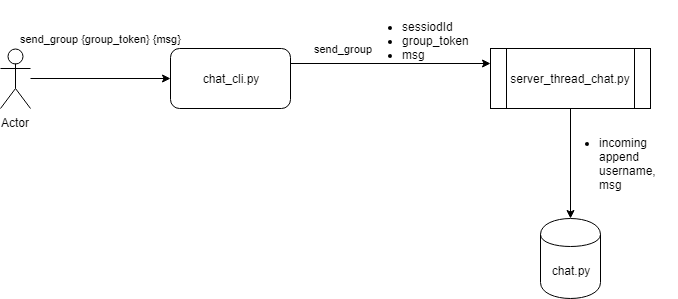 send_group {group_token} {msg}
Actor
chat_cli.py
send_group
• sessiodId
• group_token
• msg
server_thread_chat.py
• incoming
append
username,
msg
chat.py